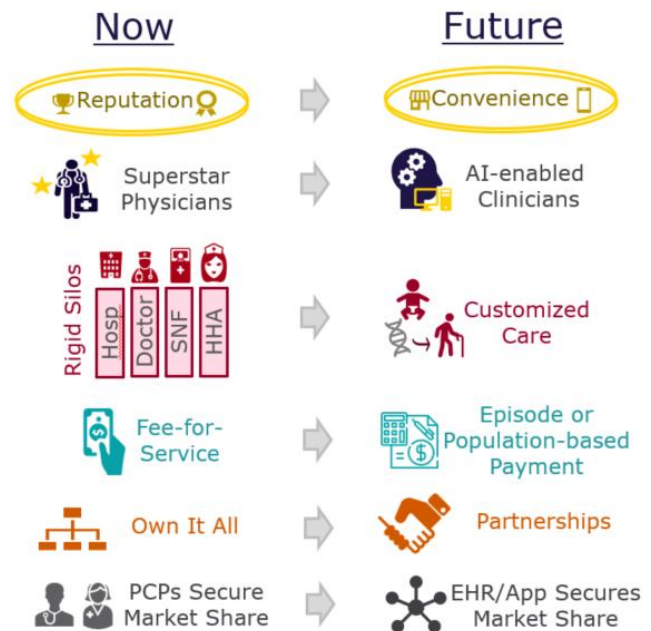 Now
Future
Reputation
Convenience
Superstar
Physicians
AI-enabled
Clinicians
Rigid Silos
Hosp
Doctor
SNF
HHA
Customized
Care
Fee-for-
Service
Episode or
Population-based
Payment
Own It All
Partnerships
PCPs Secure
Market Share
EHR/App Secures
Market Share